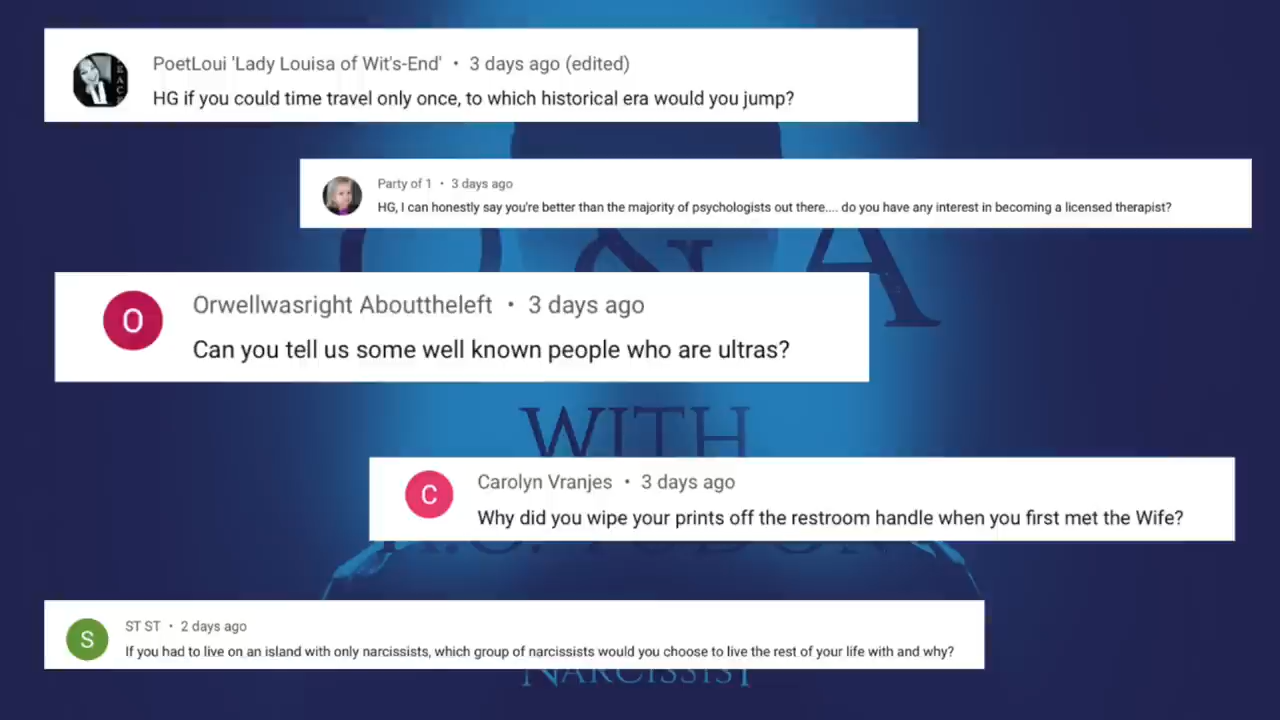 PoetLoui 'Lady Louisa of Wit's-End' • 3 days ago (edited)
HG if you could time travel only once, to which historical era would you jump?
Party of 1 • 3 days ago
HG, I can honestly say you're better than the majority of psychologists out there.... do you have any interest in becoming a licensed therapist?
Q & A
O
Orwellwasright Abouttheleft • 3 days ago
Can you tell us some well known people who are ultras?
WITH
C
Carolyn Vranjes • 3 days ago
Why did you wipe your prints off the restroom handle when you first met the Wife?
H.G. TUDOR
S
ST ST • 2 days ago
If you had to live on an island with only narcissists, which group of narcissists would you choose to live the rest of your life with and why?
NARCISSIST